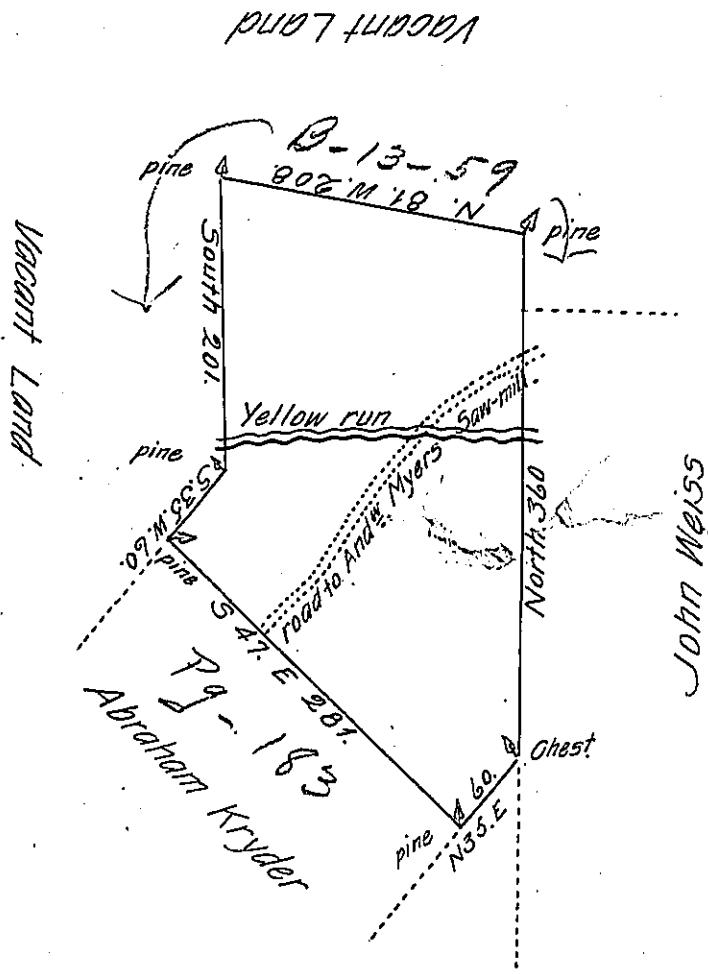 Vacant Land
B-13-59
N. 81. W. 208.
pine
pine
South 201.
Vacant Land
Yellow run
Saw-mill
road to Andw Myers
North 360
John Weiss
pine
S.35 W.60.
pine
S 47. E 281.
Pg - 183
Abraham Kryder
Chest.
60.
N35.E
pine